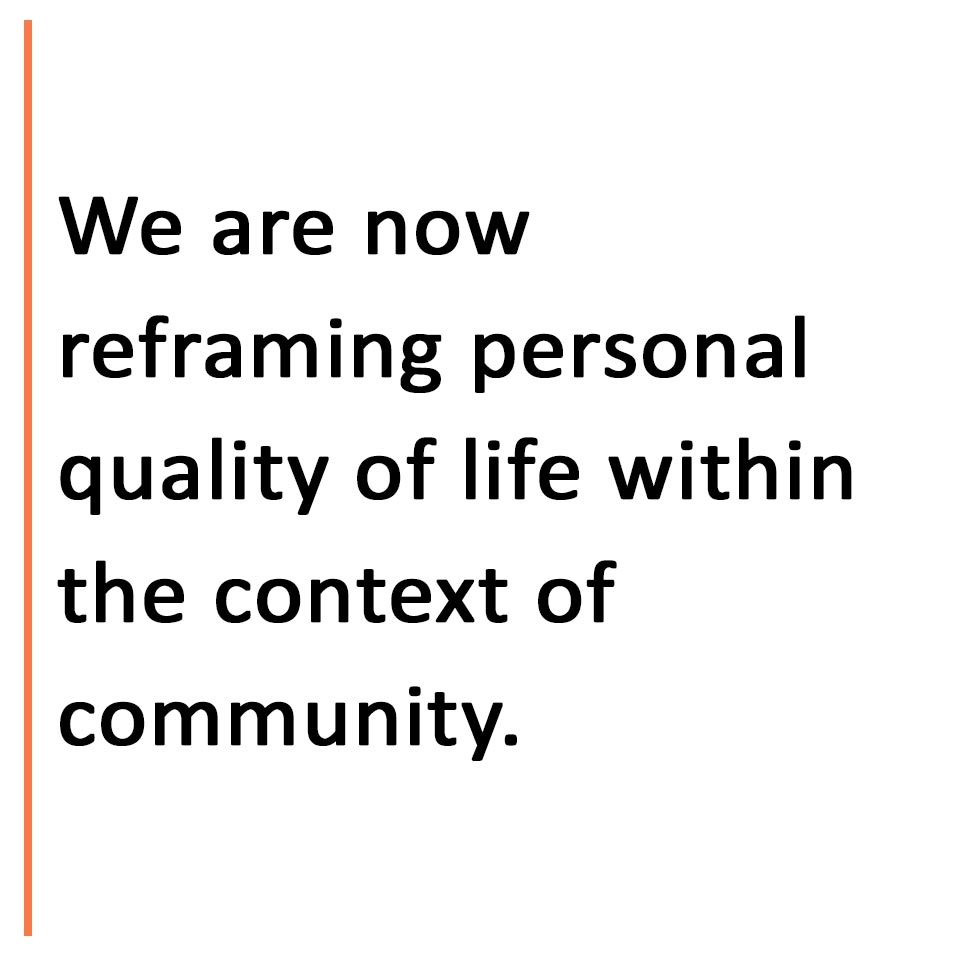 We are now
reframing personal
quality of life within
the context of
community.